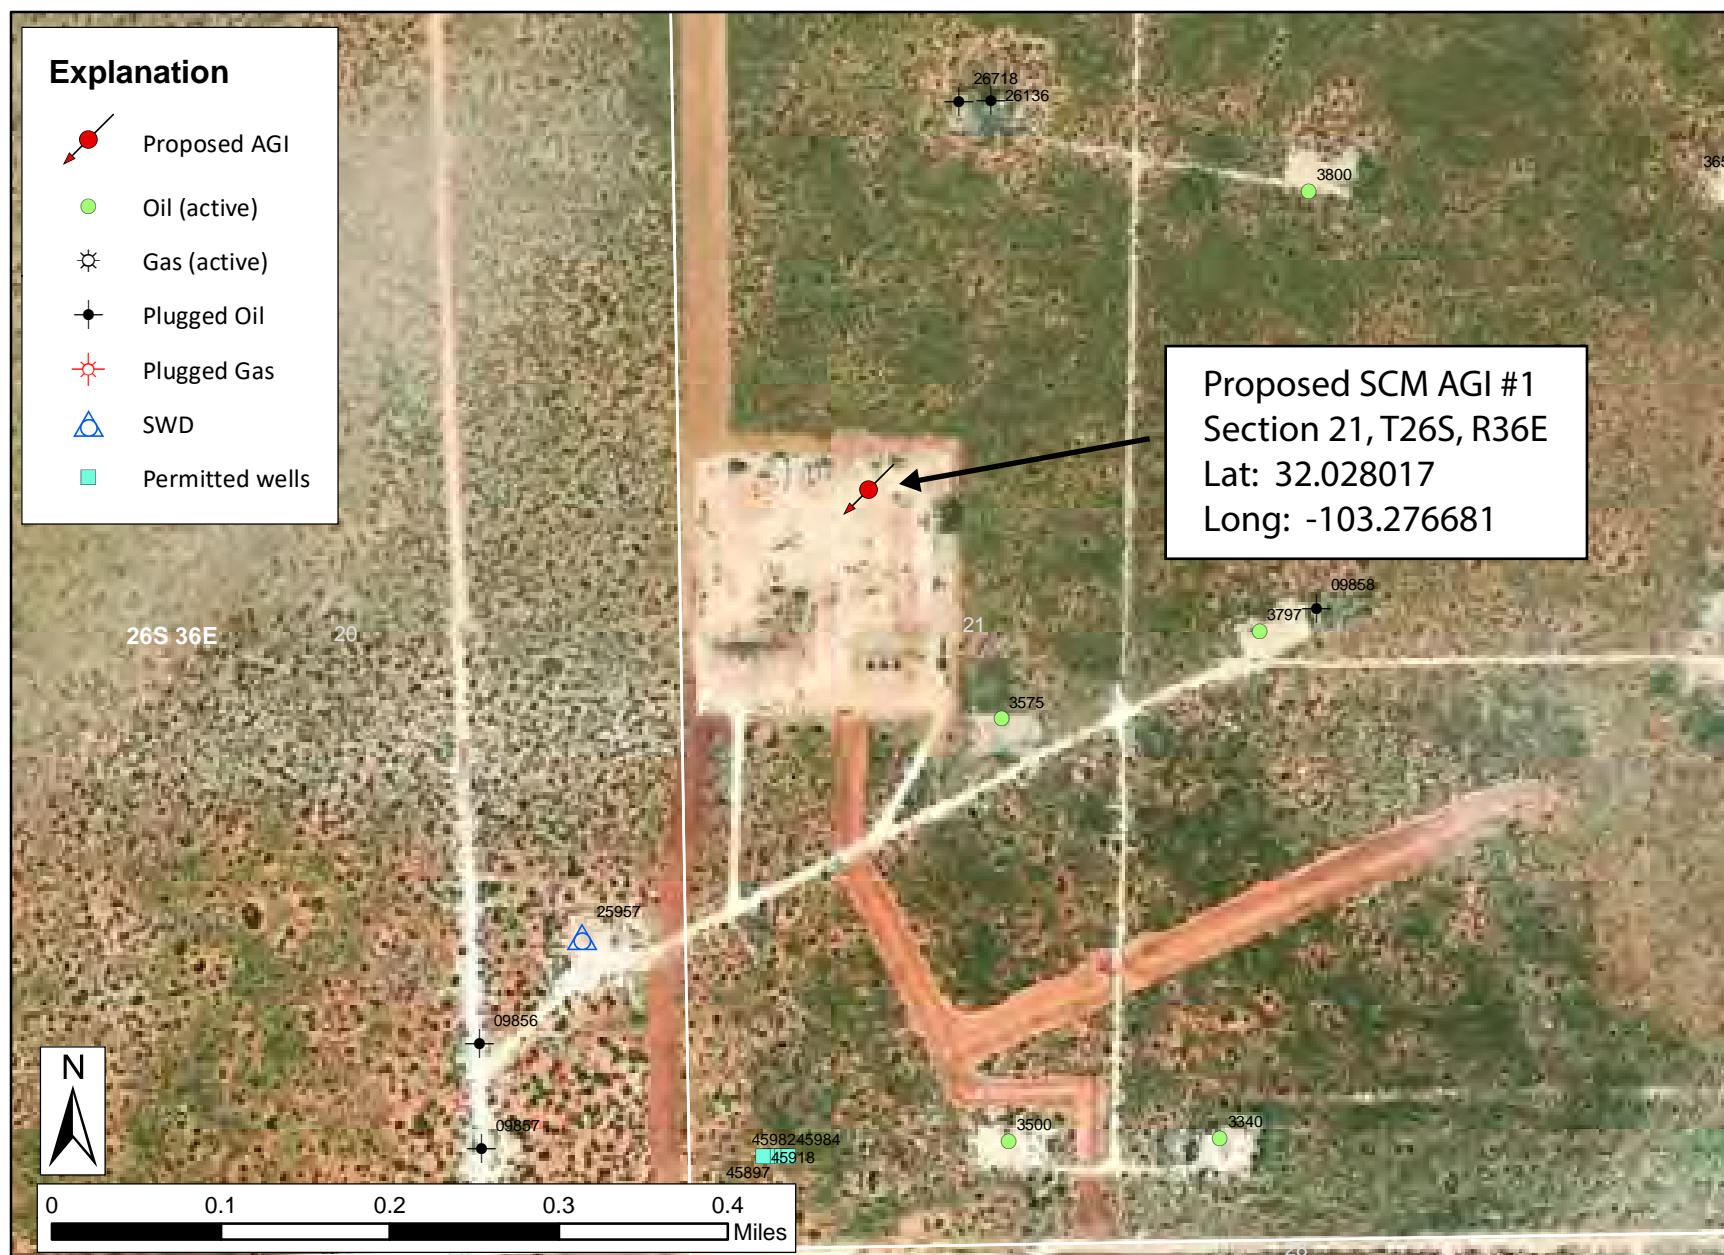 Explanation
Proposed AGI
Oil (active)
Gas (active)
Plugged Oil
Plugged Gas
SWD
Permitted wells
26718
26136
3800
365
Proposed SCM AGI #1
Section 21, T26S, R36E
Lat: 32.028017
Long: -103.276681
09858
3797
26S 36E
20
21
3575
25957
09856
09857
3500
3340
4598245984
45918
45897
N
0 0.1 0.2 0.3 0.4
Miles
28